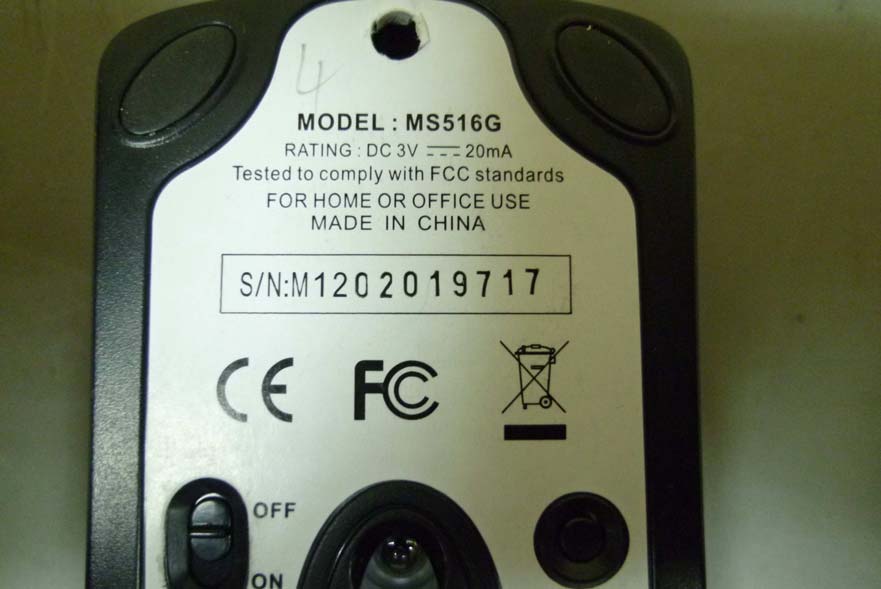 4
MODEL : MS516G
RATING : DC 3V ⎓ 20mA
Tested to comply with FCC standards
FOR HOME OR OFFICE USE
MADE IN CHINA
S/N:M1202019717
CE FC
OFF
ON